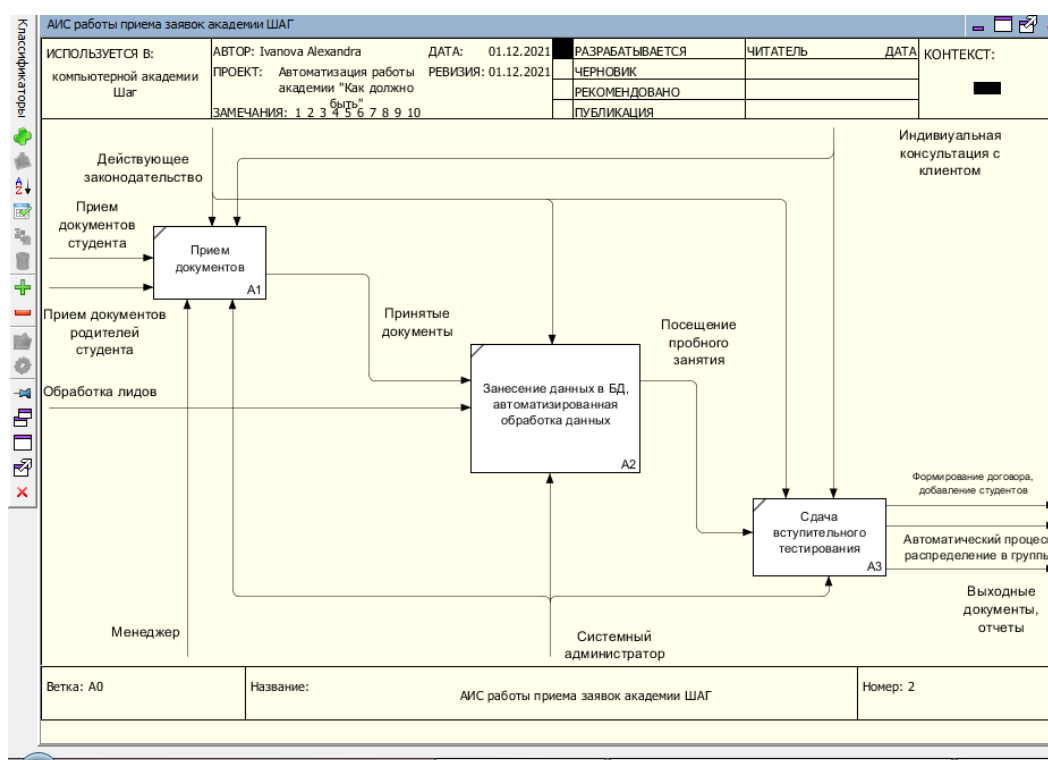 Классификаторы
АИС работы приема заявок академии ШАГ
ИСПОЛЬЗУЕТСЯ В:
компьютерной академии
Шаг
АВТОР: Ivanova Alexandra
ДАТА: 01.12.2021
ПРОЕКТ: Автоматизация работы
академии "Как должно
быть"
РЕВИЗИЯ: 01.12.2021
ЗАМЕЧАНИЯ: 1 2 3 4 5 6 7 8 9 10
РАЗРАБАТЫВАЕТСЯ
ЧЕРНОВИК
РЕКОМЕНДОВАНО
ПУБЛИКАЦИЯ
ЧИТАТЕЛЬ
ДАТА
КОНТЕКСТ:
Действующее
законодательство
Индивиуальная
консультация с
клиентом
Прием
документов
студента
Прием
документов
A1
Прием документов
родителей
студента
Принятые
документы
Посещение
пробного
занятия
Обработка лидов
Занесение данных в БД,
автоматизированная
обработка данных
A2
Формирование договора,
добавление студентов
Сдача
вступительного
тестирования
A3
Автоматический процесс
распределение в группы
Выходные
документы,
отчеты
Менеджер
Системный
администратор
Ветка: A0
Название:
АИС работы приема заявок академии ШАГ
Номер: 2